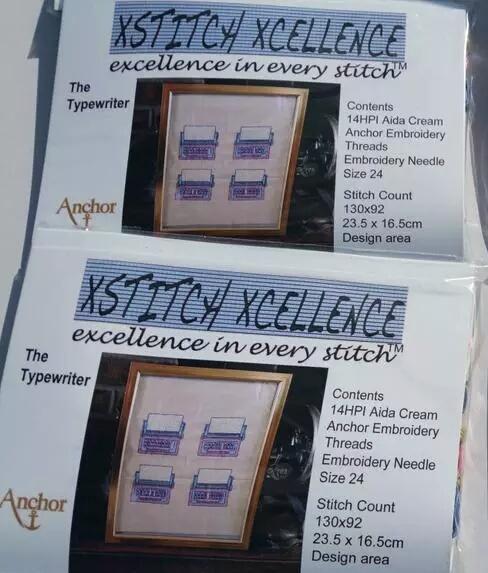 XSTITCH XCELLENCE
excellence in every stitch™
The
Typewriter
Contents
14HPI Aida Cream
Anchor Embroidery
Threads
Embroidery Needle
Size 24
Stitch Count
130x92
23.5 x 16.5cm
Design area
Anchor
XSTITCH XCELLENCE
excellence in every stitch™
The
Typewriter
Contents
14HPI Aida Cream
Anchor Embroidery
Threads
Embroidery Needle
Size 24
Stitch Count
130x92
23.5 x 16.5cm
Design area
Anchor